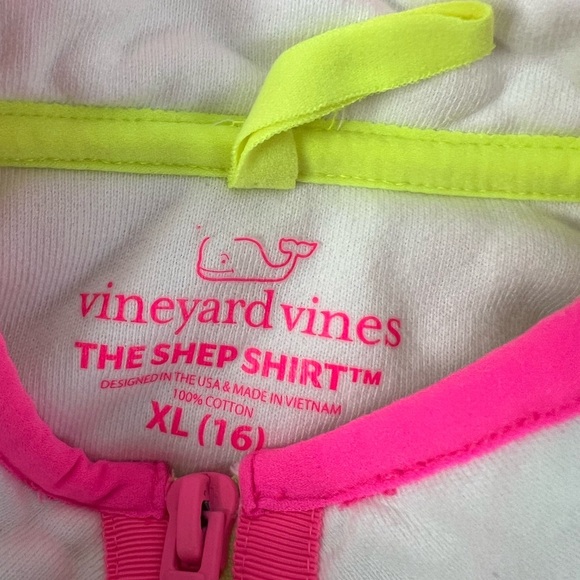 vineyard vines
THE SHEP SHIRT™
DESIGNED IN THE USA & MADE IN VIETNAM
100% COTTON
XL (16)